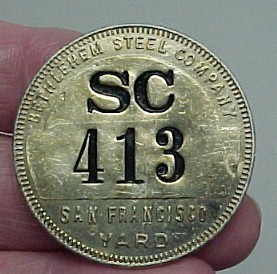 BETHLEHEM STEEL COMPANY
SC
413
SAN FRANCISCO
YARD